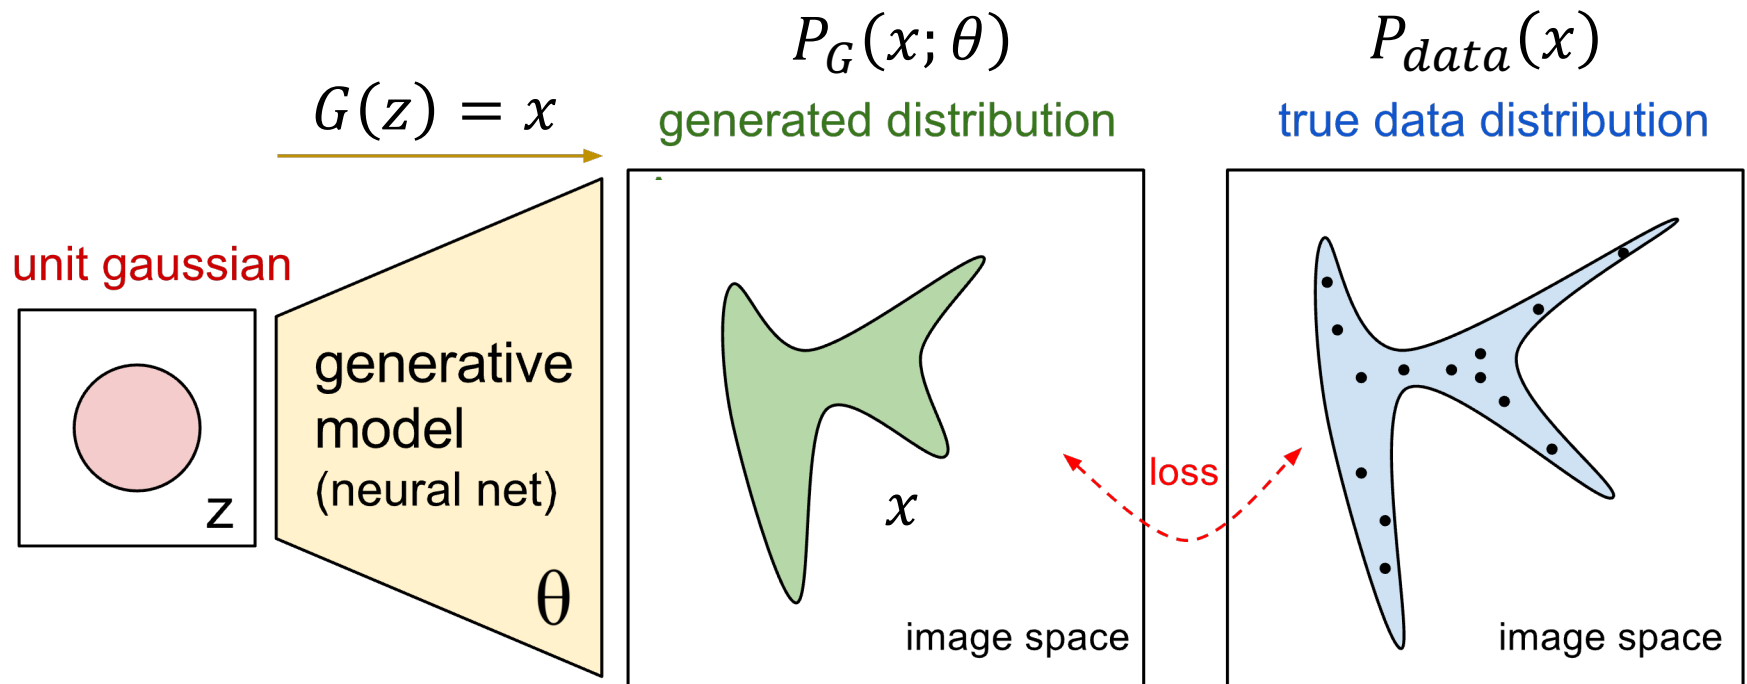 unit gaussian
z
G(z) = x
generative
model
(neural net)
θ
P_G(x; θ)
generated distribution
x
image space
loss
P_data(x)
true data distribution
image space